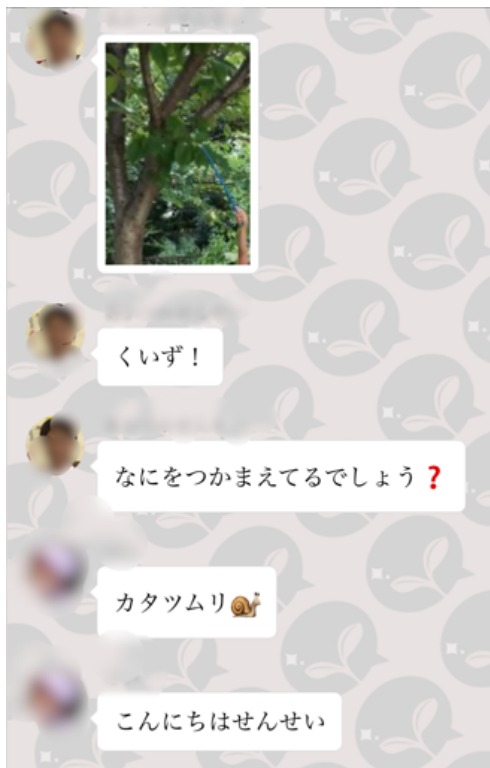 くいず！
なにをつかまえてるでしょう❓
カタツムリ🐌
こんにちはせんせい